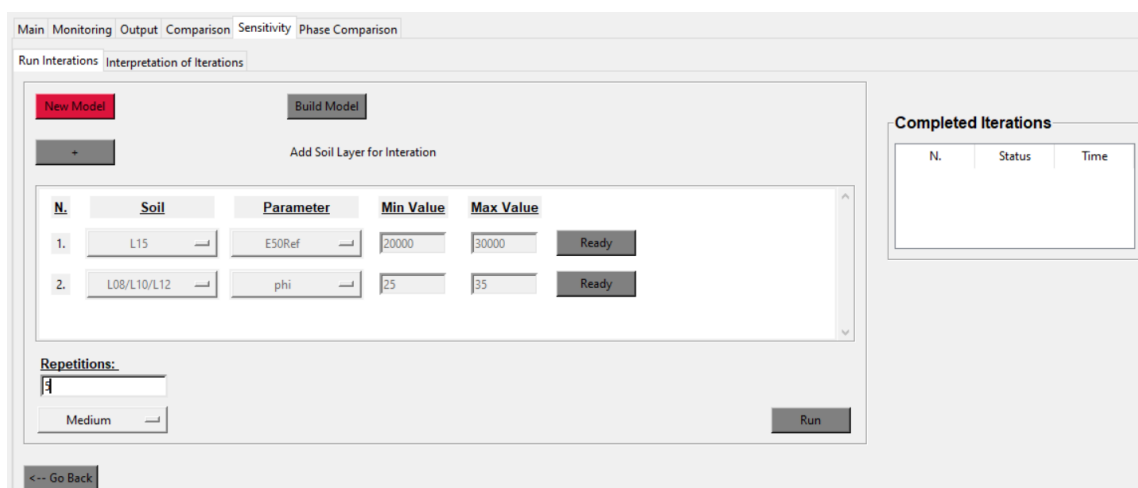 Main Monitoring Output Comparison Sensitivity Phase Comparison
Run Interations Interpretation of Iterations
New Model Build Model
+ Add Soil Layer for Interation
Completed Iterations
N. Status Time
N. Soil Parameter Min Value Max Value
1. L15 E50Ref 20000 30000 Ready
2. L08/L10/L12 phi 25 35 Ready
Repetitions:
5
Medium Run
<-- Go Back